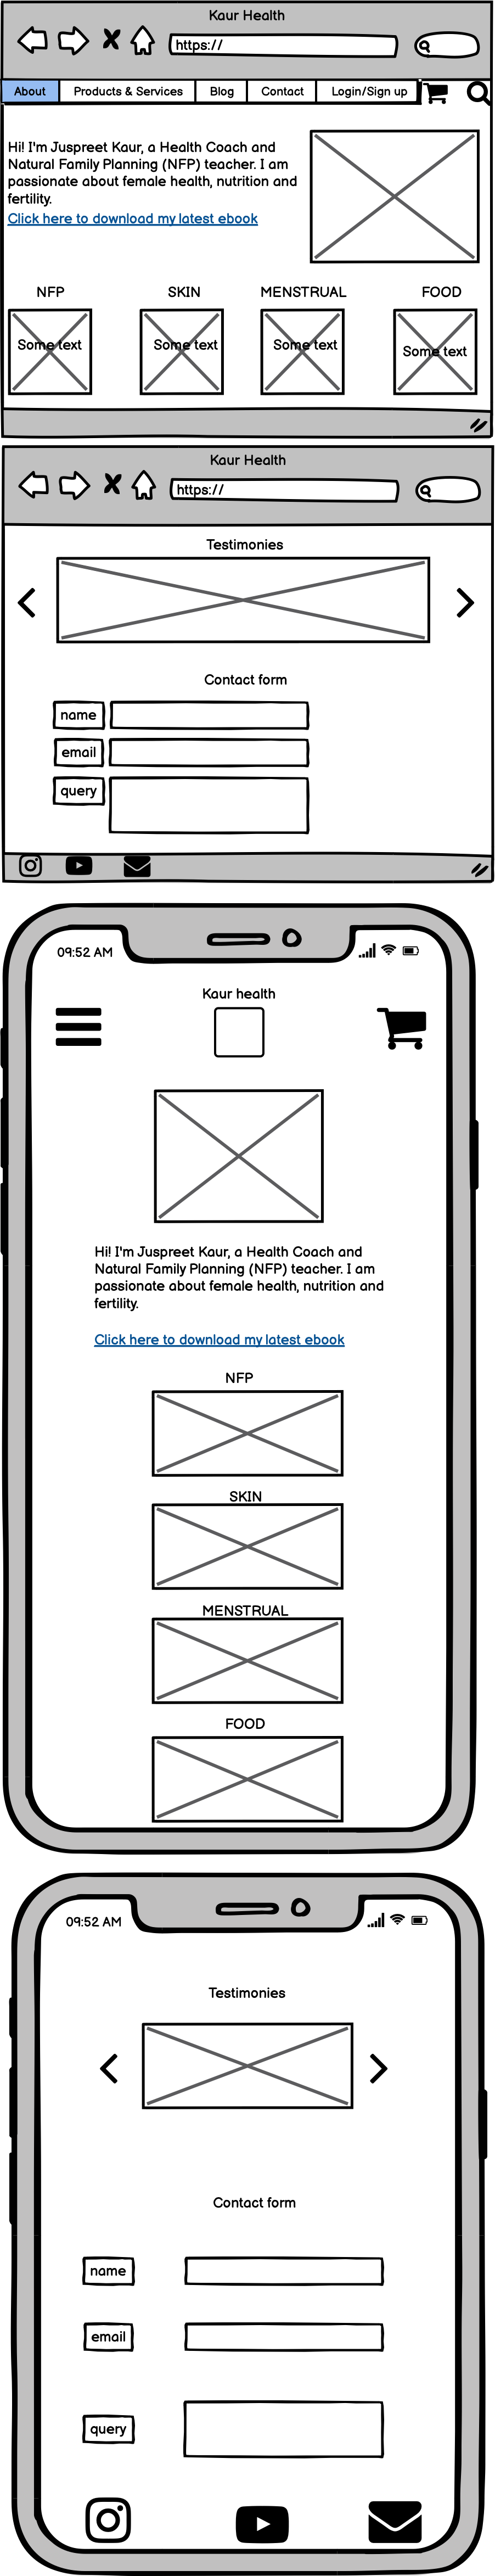 Kaur Health
https://
About Products & Services Blog Contact Login/Sign up
Hi! I'm Juspreet Kaur, a Health Coach and
Natural Family Planning (NFP) teacher. I am
passionate about female health, nutrition and
fertility.
Click here to download my latest ebook
NFP SKIN MENSTRUAL FOOD
Some text Some text Some text Some text
Kaur Health
https://
Testimonies
Contact form
name
email
query
09:52 AM
Kaur health
Hi! I'm Juspreet Kaur, a Health Coach and
Natural Family Planning (NFP) teacher. I am
passionate about female health, nutrition and
fertility.
Click here to download my latest ebook
NFP
SKIN
MENSTRUAL
FOOD
09:52 AM
Testimonies
Contact form
name
email
query